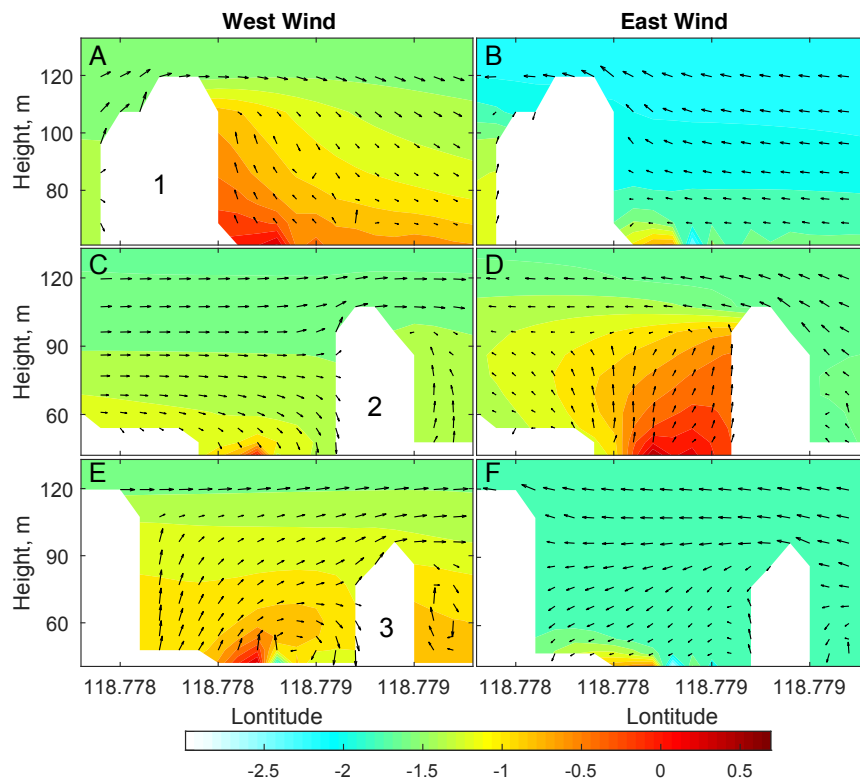 West Wind East Wind
A B
120
100
80
Height, m
1
C D
120
90
60
Height, m
2
E F
120
90
60
Height, m
3
118.778 118.778 118.779 118.779 118.778 118.778 118.779 118.779
Lontitude Lontitude
-2.5 -2 -1.5 -1 -0.5 0 0.5